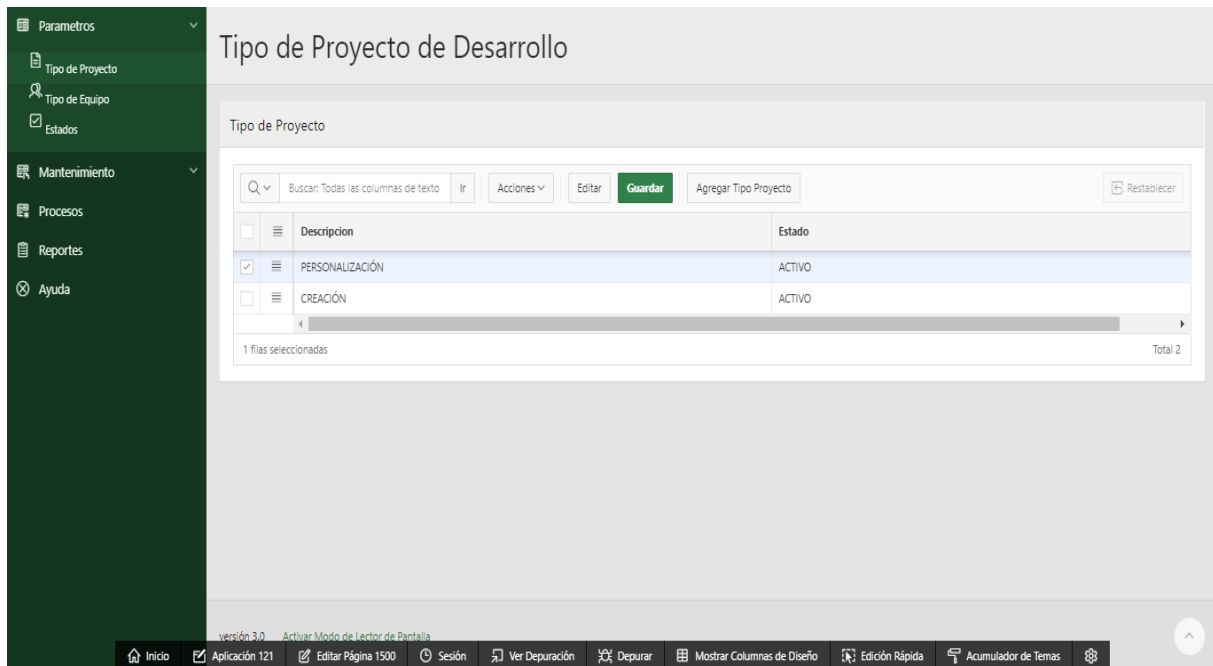 Parametros
Tipo de Proyecto
Tipo de Equipo
Estados
Mantenimiento
Procesos
Reportes
Ayuda
Tipo de Proyecto de Desarrollo
Tipo de Proyecto
Buscar: Todas las columnas de texto Ir Acciones Editar Guardar Agregar Tipo Proyecto Restablecer
Descripcion Estado
PERSONALIZACIÓN ACTIVO
CREACIÓN ACTIVO
1 filas seleccionadas Total 2
versión 3.0 Activar Modo de Lector de Pantalla
Inicio Aplicación 121 Editar Página 1500 Sesión Ver Depuración Depurar Mostrar Columnas de Diseño Edición Rápida Acumulador de Temas